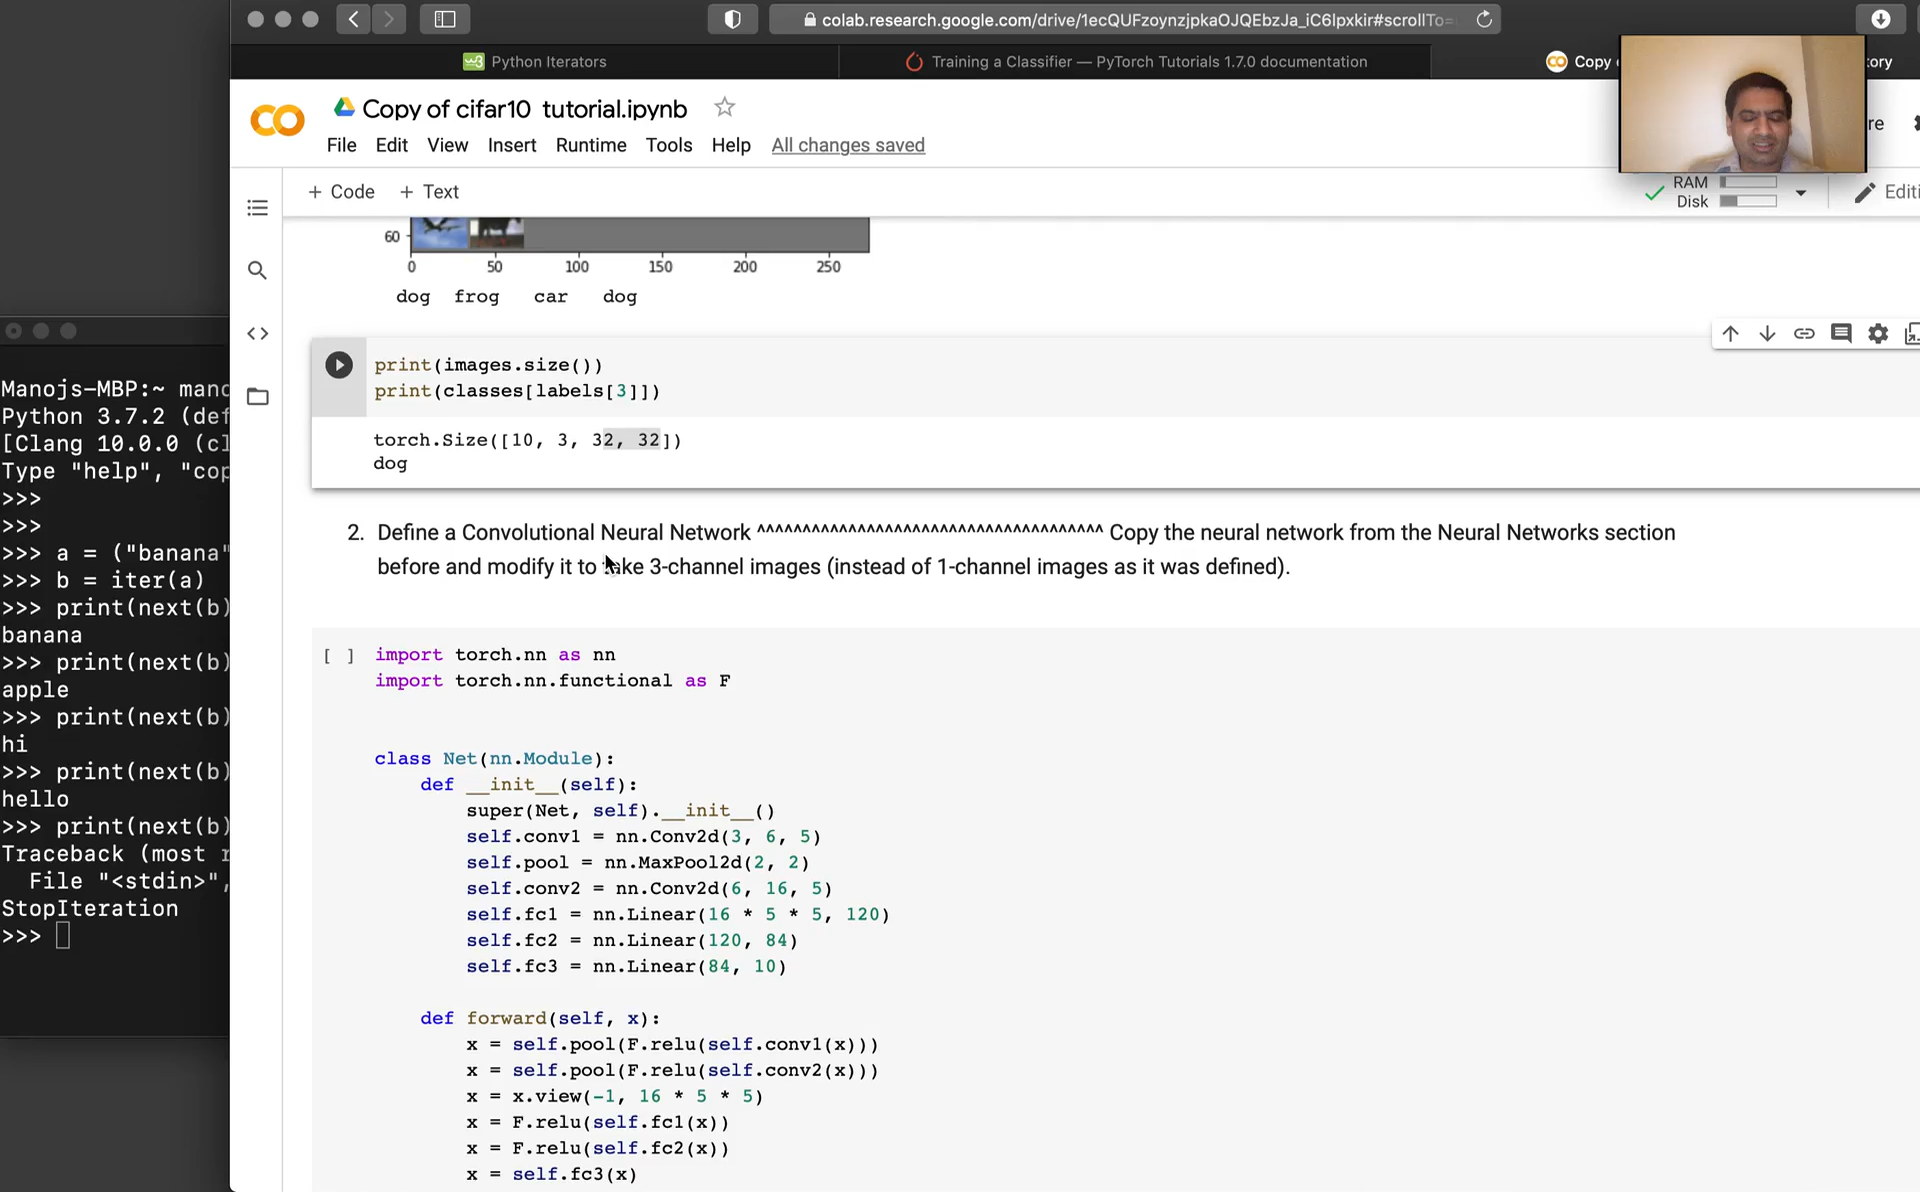 colab.research.google.com/drive/1ecQUFzoynzjpkaOJQEbzJa_iC6lpxkir#scrollTo=
Python Iterators
Training a Classifier — PyTorch Tutorials 1.7.0 documentation
Copy
ory
Copy of cifar10 tutorial.ipynb
File Edit View Insert Runtime Tools Help All changes saved
re
+ Code + Text
RAM
Disk
Editi
60
0 50 100 150 200 250
dog frog car dog
print(images.size())
print(classes[labels[3]])
torch.Size([10, 3, 32, 32])
dog
2. Define a Convolutional Neural Network ^^^^^^^^^^^^^^^^^^^^^^^^^^^^^^^^^^^^^^ Copy the neural network from the Neural Networks section
before and modify it to take 3-channel images (instead of 1-channel images as it was defined).
[ ] import torch.nn as nn
import torch.nn.functional as F
class Net(nn.Module):
def __init__(self):
super(Net, self).__init__()
self.conv1 = nn.Conv2d(3, 6, 5)
self.pool = nn.MaxPool2d(2, 2)
self.conv2 = nn.Conv2d(6, 16, 5)
self.fc1 = nn.Linear(16 * 5 * 5, 120)
self.fc2 = nn.Linear(120, 84)
self.fc3 = nn.Linear(84, 10)
def forward(self, x):
x = self.pool(F.relu(self.conv1(x)))
x = self.pool(F.relu(self.conv2(x)))
x = x.view(-1, 16 * 5 * 5)
x = F.relu(self.fc1(x))
x = F.relu(self.fc2(x))
x = self.fc3(x)
Manojs-MBP:~ mano
Python 3.7.2 (def
[Clang 10.0.0 (cl
Type "help", "cop
>>>
>>>
>>> a = ("banana"
>>> b = iter(a)
>>> print(next(b)
banana
>>> print(next(b)
apple
>>> print(next(b)
hi
>>> print(next(b)
hello
>>> print(next(b)
Traceback (most r
File "<stdin>",
StopIteration
>>>